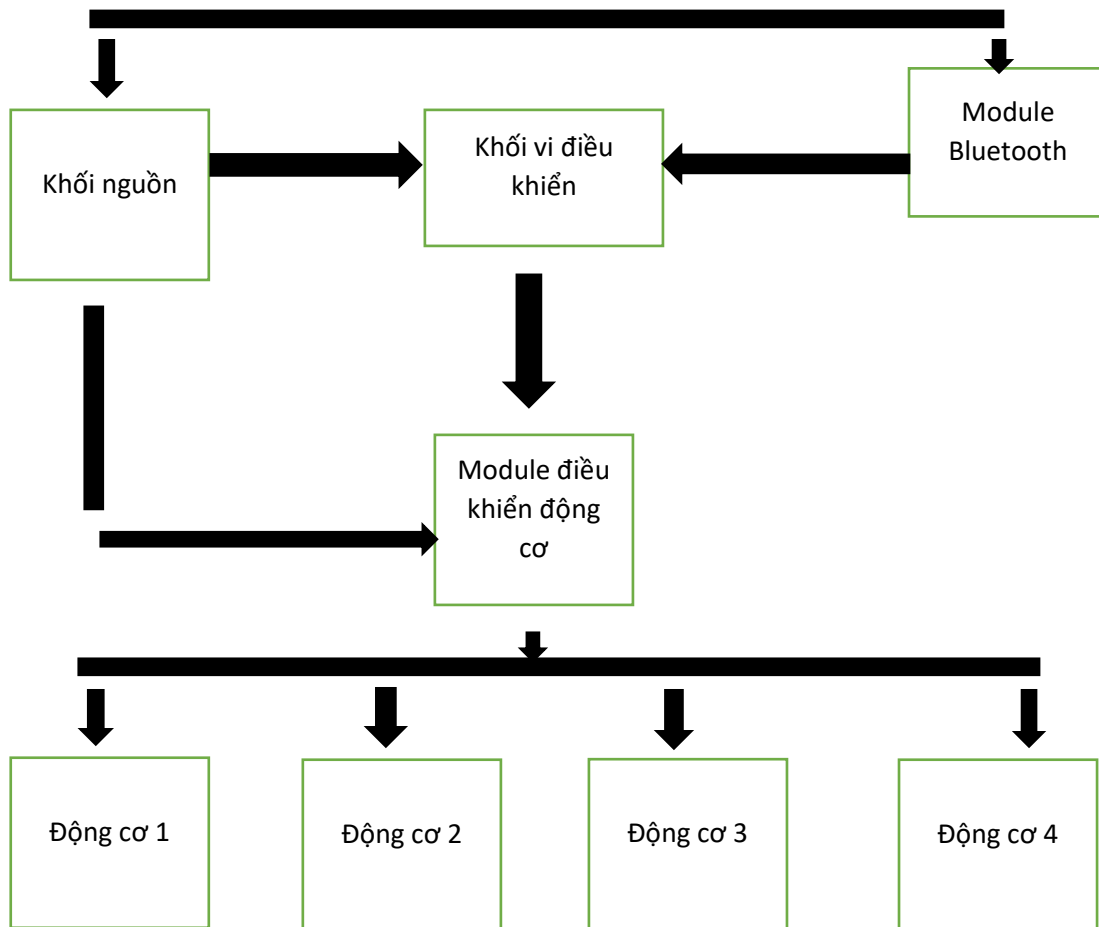 Khối nguồn
Khối vi điều
khiển
Module
Bluetooth
Module điều
khiển động
cơ
Động cơ 1
Động cơ 2
Động cơ 3
Động cơ 4